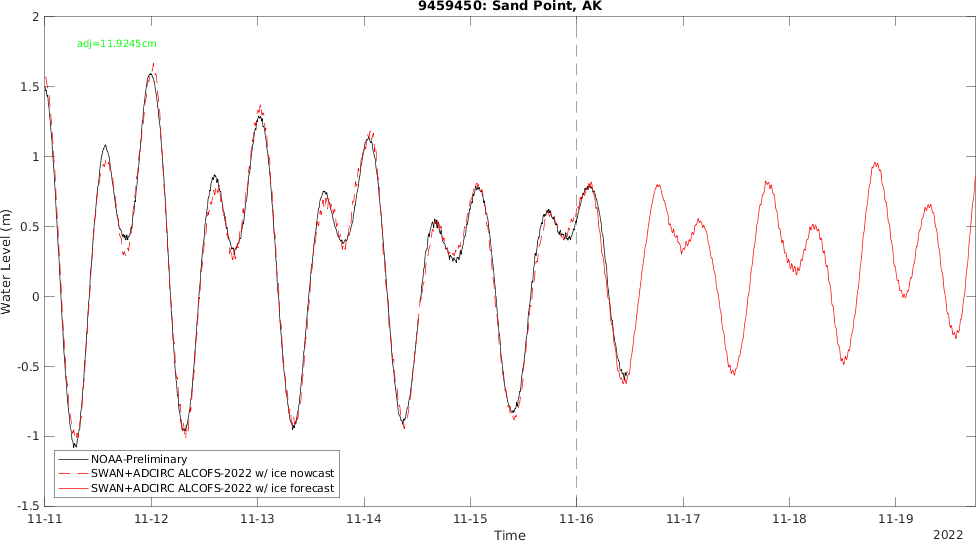 9459450: Sand Point, AK
adj=11.9245cm
Water Level (m)
2
1.5
1
0.5
0
-0.5
-1
-1.5
NOAA-Preliminary
SWAN+ADCIRC ALCOFS-2022 w/ ice nowcast
SWAN+ADCIRC ALCOFS-2022 w/ ice forecast
11-11 11-12 11-13 11-14 11-15 11-16 11-17 11-18 11-19
Time
2022